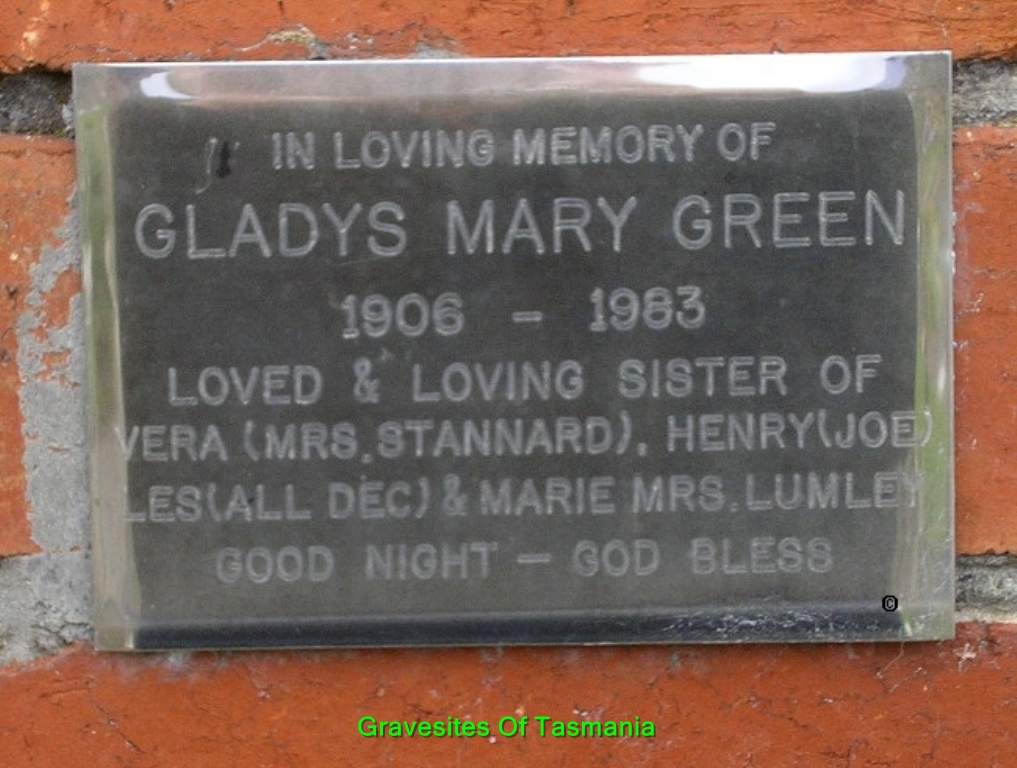 IN LOVING MEMORY OF
GLADYS MARY GREEN
1906 - 1983
LOVED & LOVING SISTER OF
VERA (MRS.STANNARD), HENRY(JOE)
LES(ALL DEC) & MARIE MRS.LUMLEY
GOOD NIGHT - GOD BLESS
©
Gravesites Of Tasmania